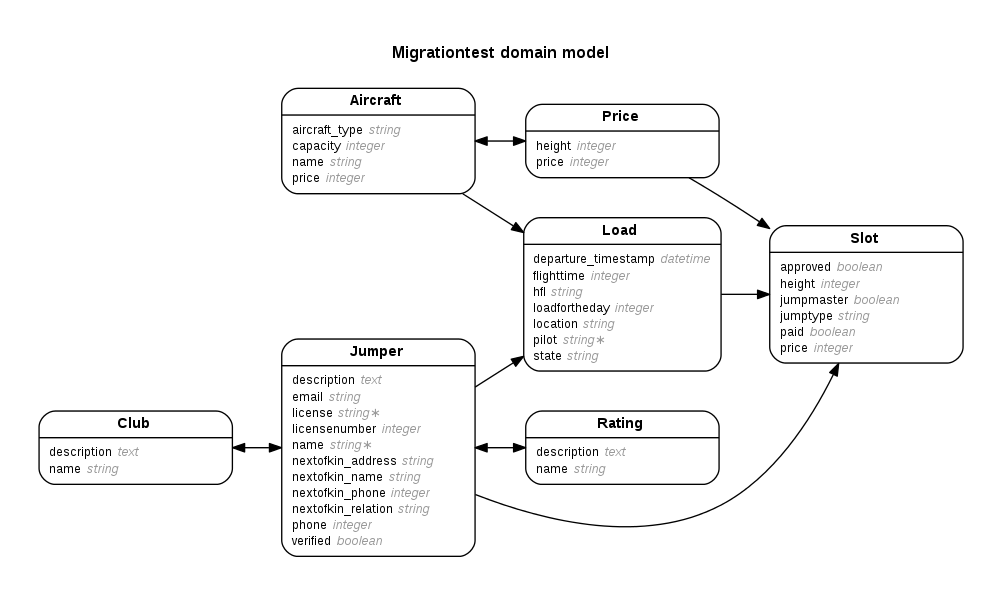 Migrationtest domain model
Aircraft
aircraft_type string
capacity integer
name string
price integer
Price
height integer
price integer
Load
departure_timestamp datetime
flighttime integer
hfl string
loadfortheday integer
location string
pilot string∗
state string
Slot
approved boolean
height integer
jumpmaster boolean
jumptype string
paid boolean
price integer
Jumper
description text
email string
license string∗
licensenumber integer
name string∗
nextofkin_address string
nextofkin_name string
nextofkin_phone integer
nextofkin_relation string
phone integer
verified boolean
Club
description text
name string
Rating
description text
name string